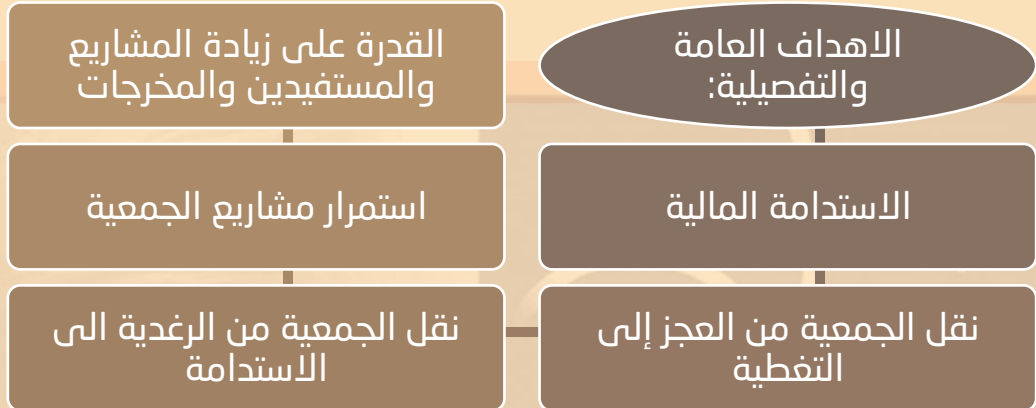 الاهداف العامة
والتفصيلية:
الاستدامة المالية
نقل الجمعية من العجز إلى
التغطية
نقل الجمعية من الرغدية الى
الاستدامة
استمرار مشاريع الجمعية
القدرة على زيادة المشاريع
والمستفيدين والمخرجات